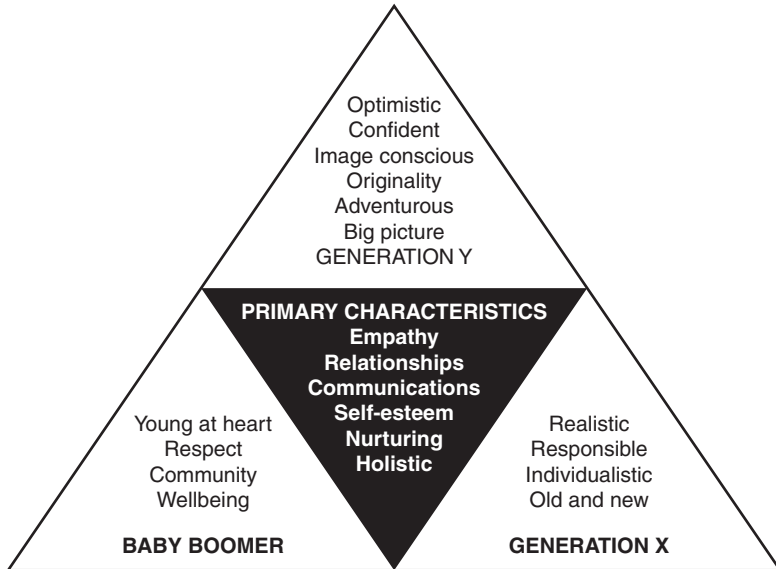 Optimistic
Confident
Image conscious
Originality
Adventurous
Big picture
GENERATION Y
PRIMARY CHARACTERISTICS
Empathy
Relationships
Communications
Self-esteem
Nurturing
Holistic
Young at heart
Respect
Community
Wellbeing
BABY BOOMER
Realistic
Responsible
Individualistic
Old and new
GENERATION X